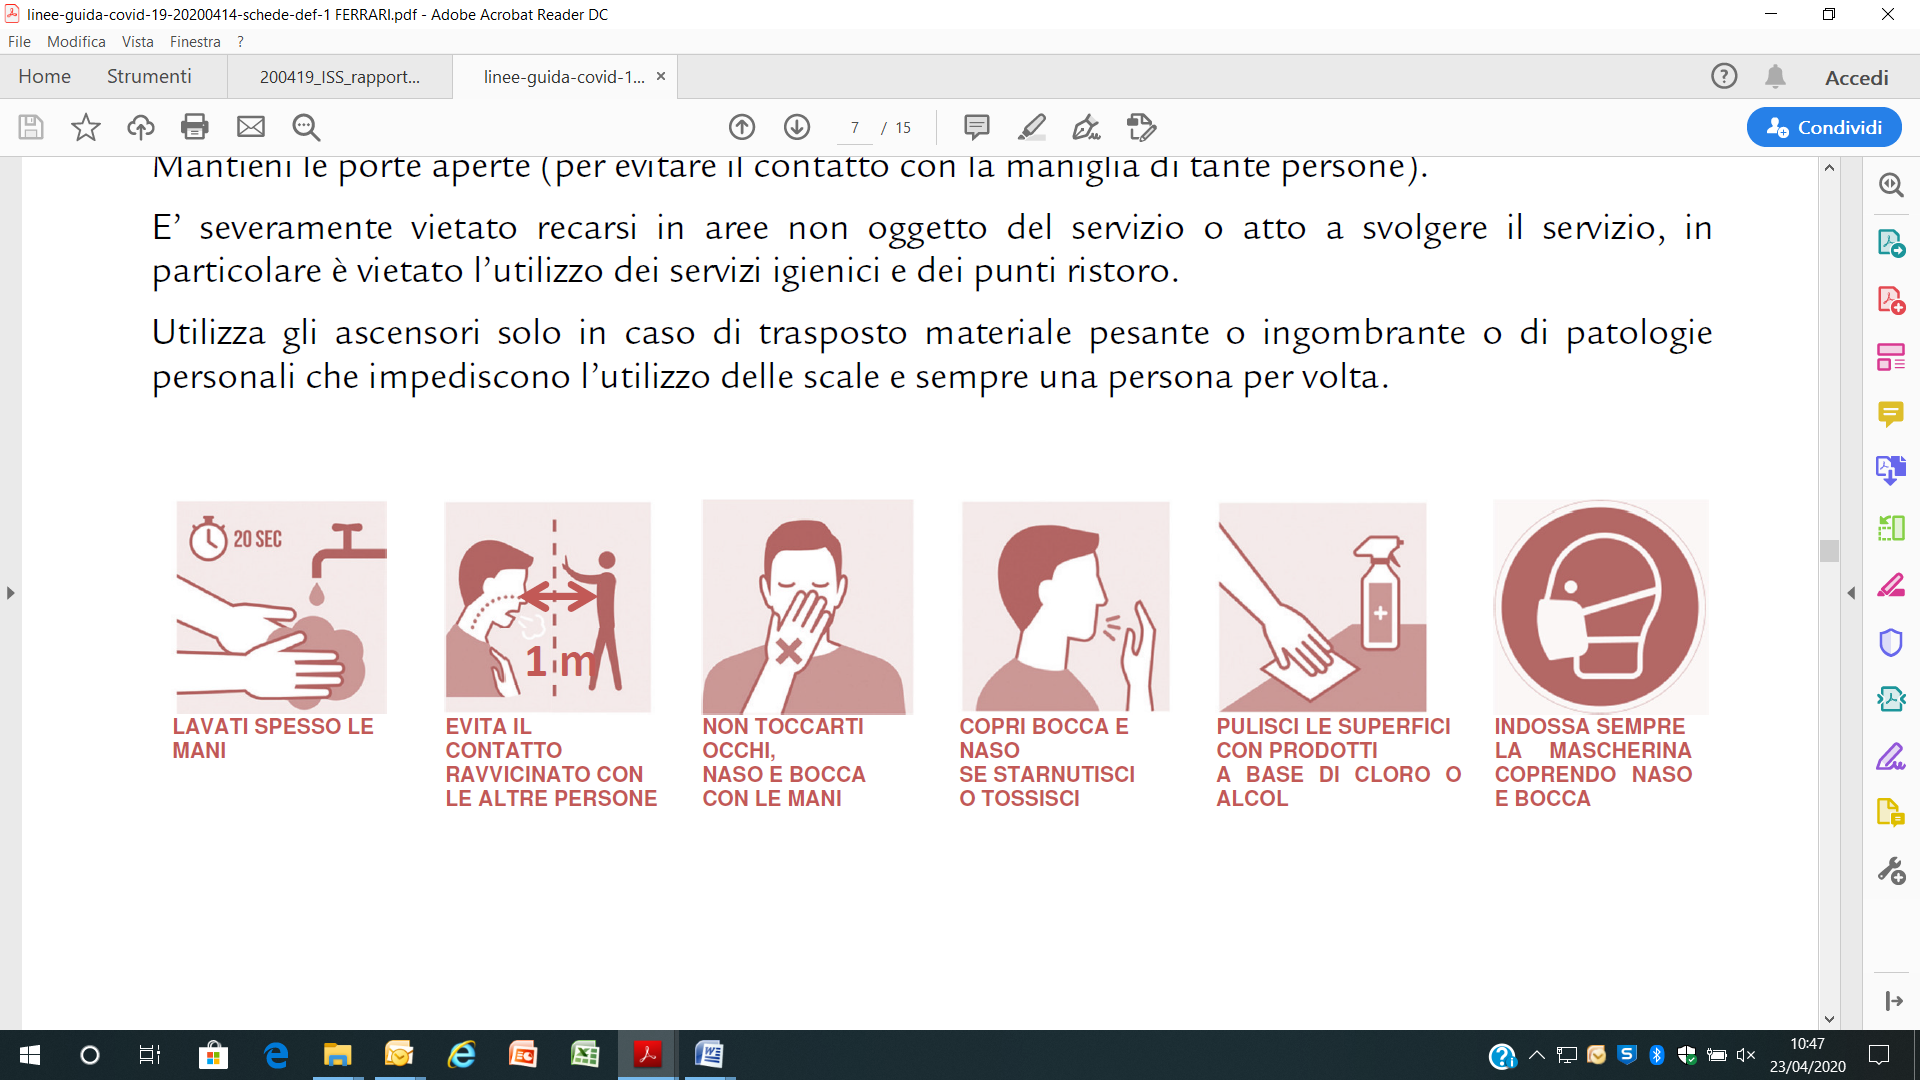 linee-guida-covid-19-20200414-schede-def-1 FERRARI.pdf - Adobe Acrobat Reader DC
File Modifica Vista Finestra ?
Home Strumenti 200419_ISS_rapport... linee-guida-covid-1... × Accedi
7 / 15 Condividi
Mantieni le porte aperte (per evitare il contatto con la maniglia di tante persone).
E’ severamente vietato recarsi in aree non oggetto del servizio o atto a svolgere il servizio, in
particolare è vietato l’utilizzo dei servizi igienici e dei punti ristoro.
Utilizza gli ascensori solo in caso di trasposto materiale pesante o ingombrante o di patologie
personali che impediscono l’utilizzo delle scale e sempre una persona per volta.
20 SEC
1 m
LAVATI SPESSO LE
MANI
EVITA IL
CONTATTO
RAVVICINATO CON
LE ALTRE PERSONE
NON TOCCARTI
OCCHI,
NASO E BOCCA
CON LE MANI
COPRI BOCCA E
NASO
SE STARNUTISCI
O TOSSISCI
PULISCI LE SUPERFICI
CON PRODOTTI
A BASE DI CLORO O
ALCOL
INDOSSA SEMPRE
LA MASCHERINA
COPRENDO NASO
E BOCCA
10:47
23/04/2020